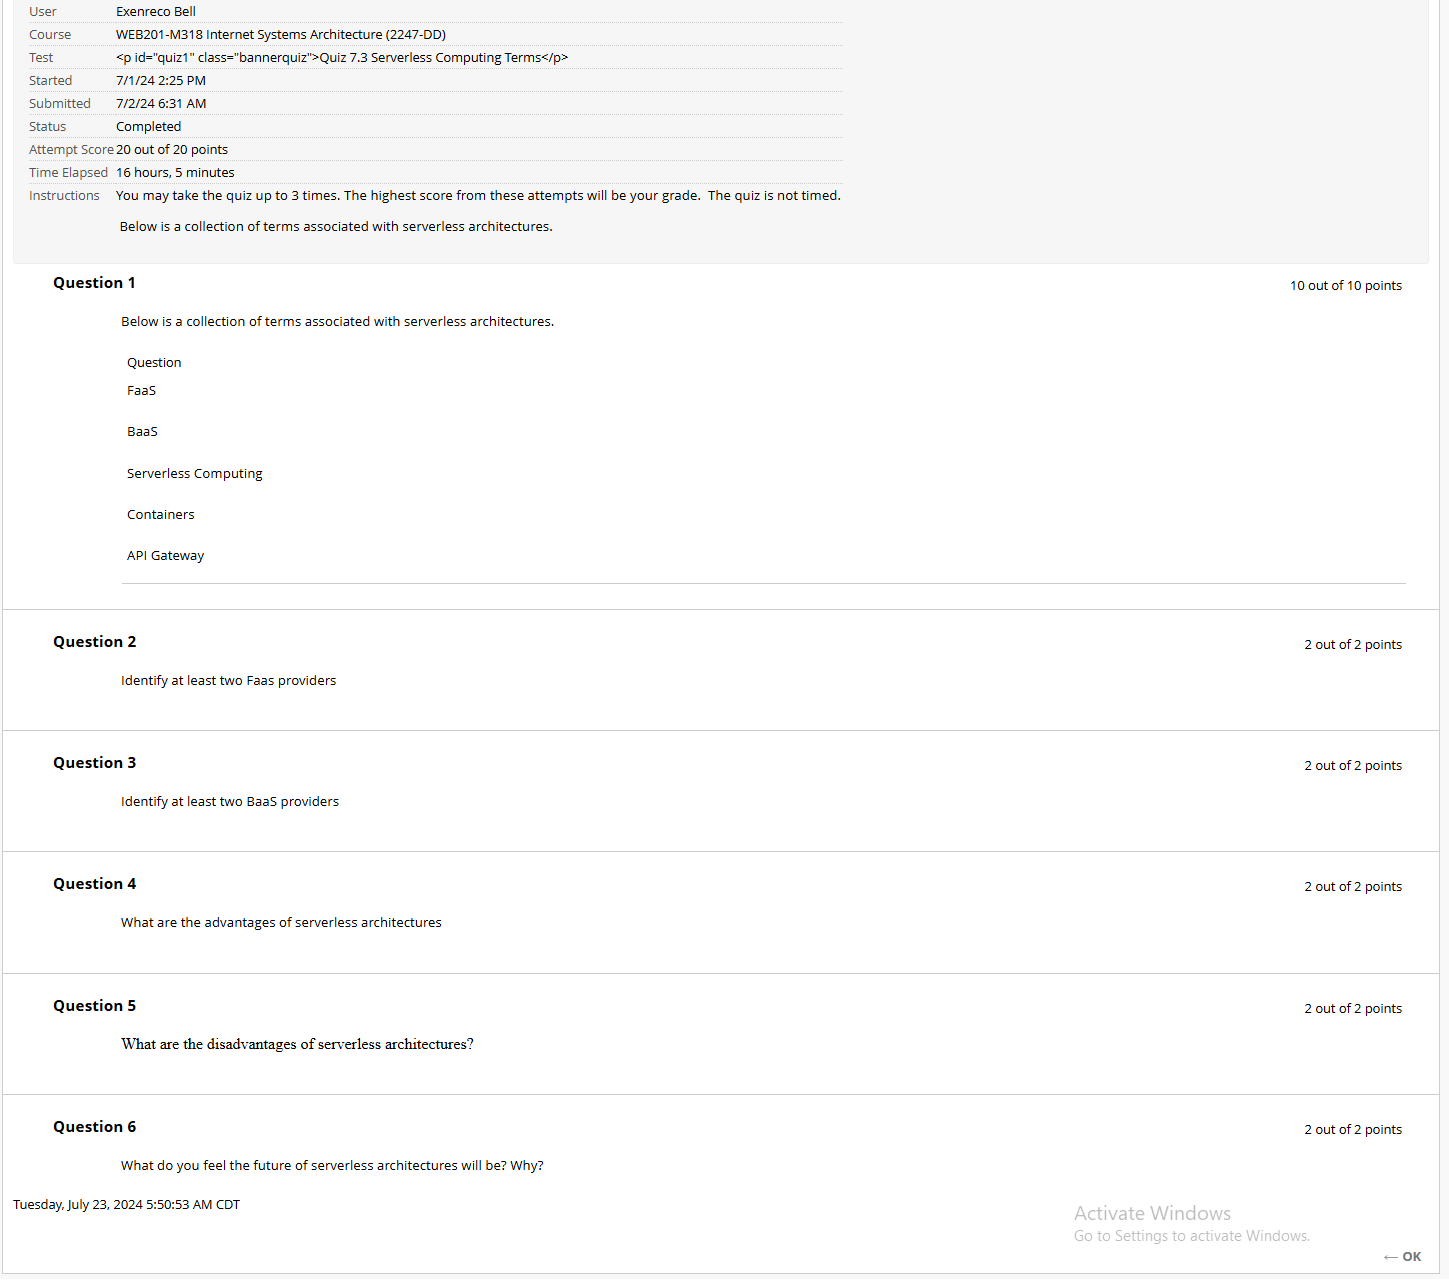 User Exenreco Bell
Course WEB201-M318 Internet Systems Architecture (2247-DD)
Test <p id="quiz1" class="bannerquiz">Quiz 7.3 Serverless Computing Terms</p>
Started 7/1/24 2:25 PM
Submitted 7/2/24 6:31 AM
Status Completed
Attempt Score 20 out of 20 points
Time Elapsed 16 hours, 5 minutes
Instructions You may take the quiz up to 3 times. The highest score from these attempts will be your grade.  The quiz is not timed.
Below is a collection of terms associated with serverless architectures.
Question 1 10 out of 10 points
Below is a collection of terms associated with serverless architectures.
Question
FaaS
BaaS
Serverless Computing
Containers
API Gateway
Question 2 2 out of 2 points
Identify at least two Faas providers
Question 3 2 out of 2 points
Identify at least two BaaS providers
Question 4 2 out of 2 points
What are the advantages of serverless architectures
Question 5 2 out of 2 points
What are the disadvantages of serverless architectures?
Question 6 2 out of 2 points
What do you feel the future of serverless architectures will be? Why?
Tuesday, July 23, 2024 5:50:53 AM CDT
Activate Windows
Go to Settings to activate Windows.
← OK